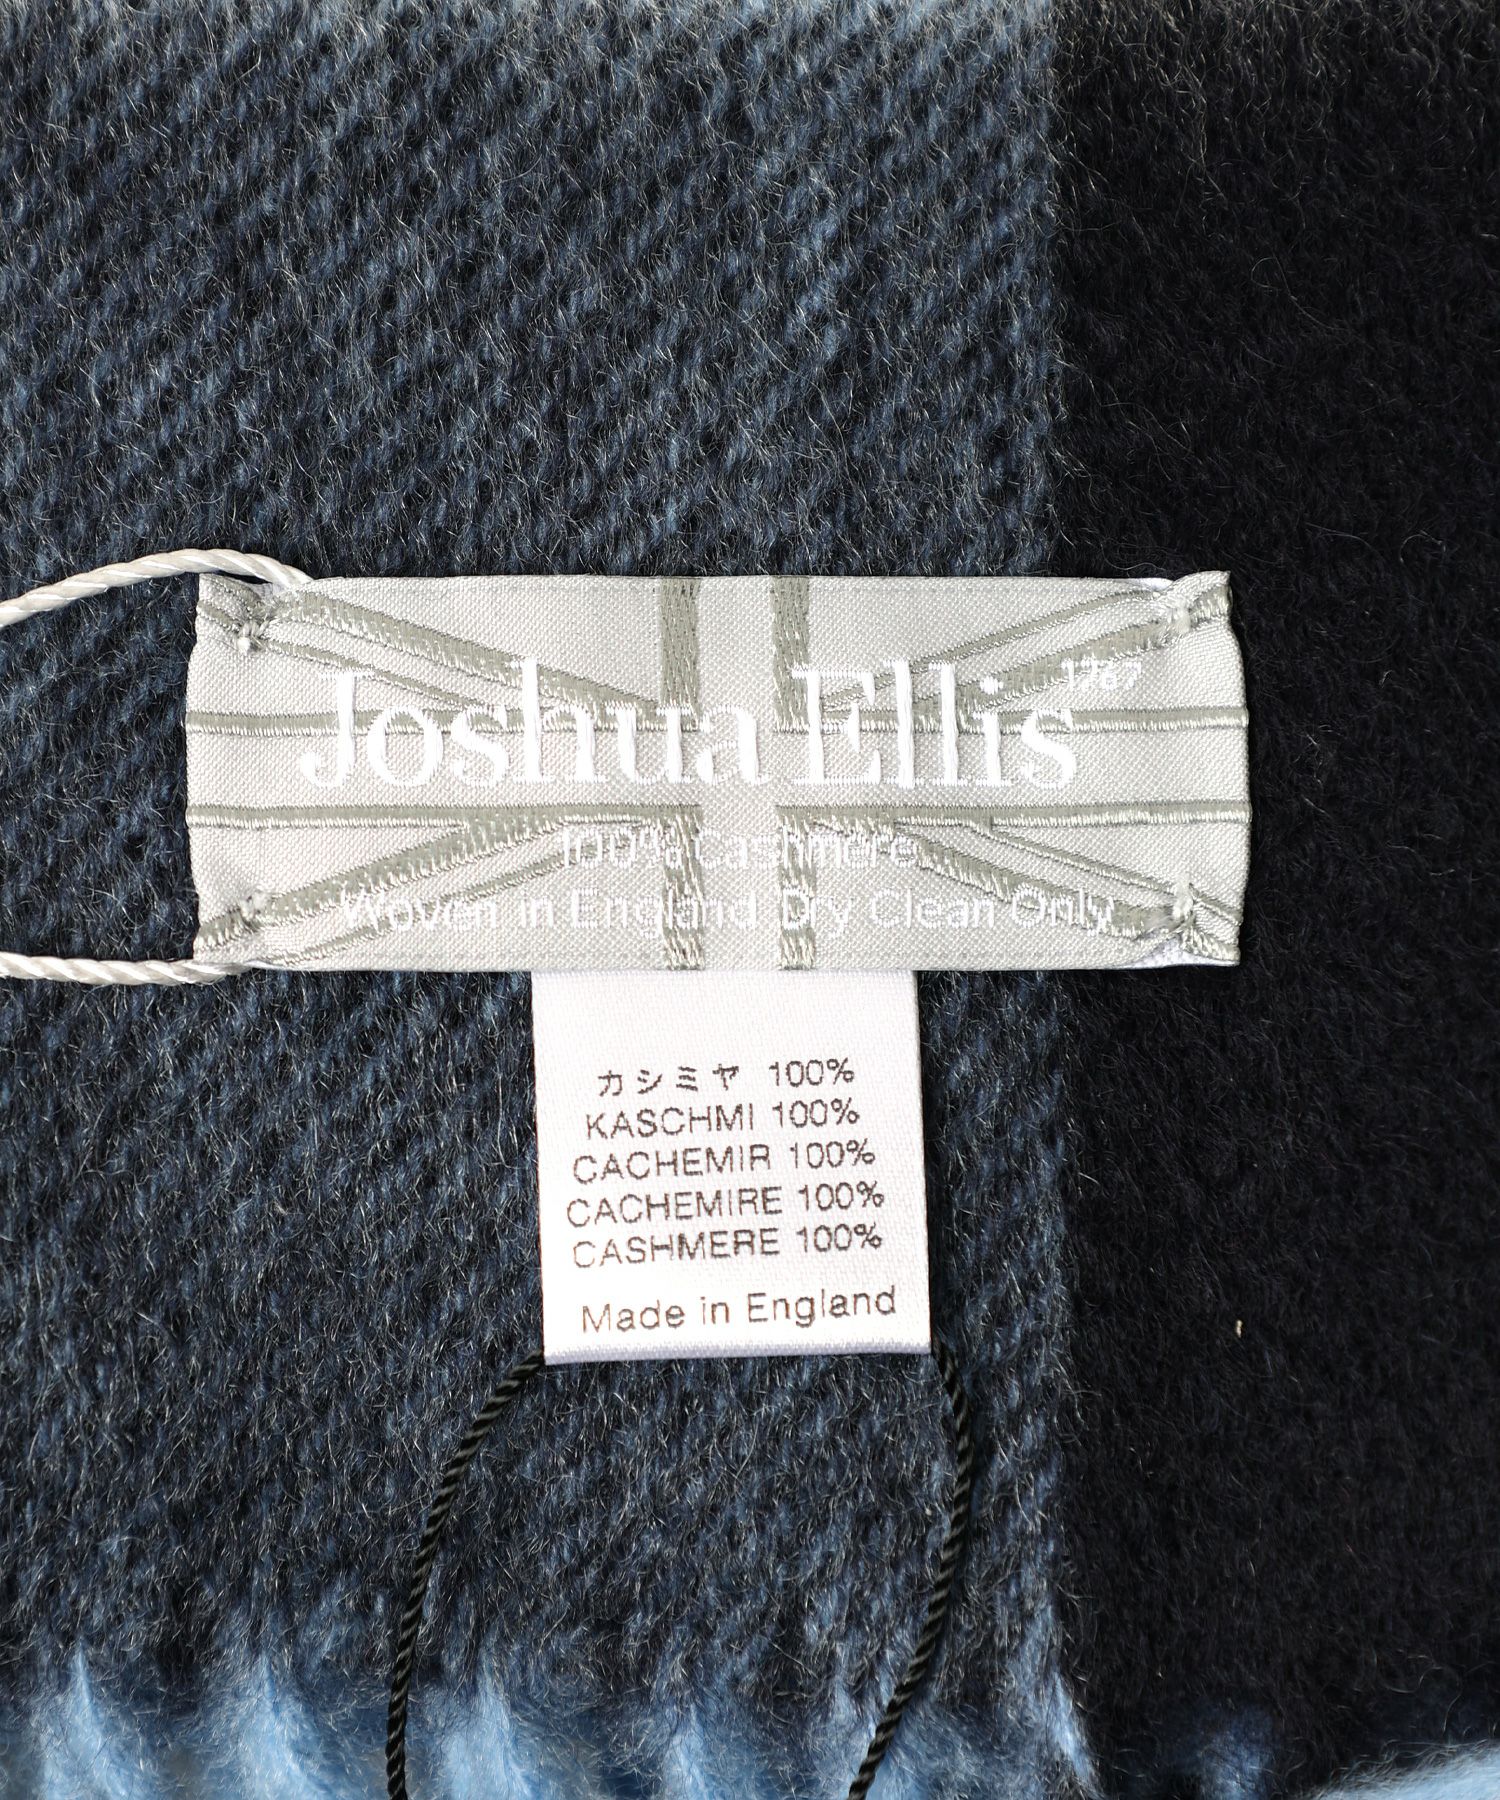 Joshua Ellis 1767
100% Cashmere
Woven in England Dry Clean Only
カシミヤ 100%
KASCHMI 100%
CACHEMIR 100%
CACHEMIRE 100%
CASHMERE 100%
Made in England